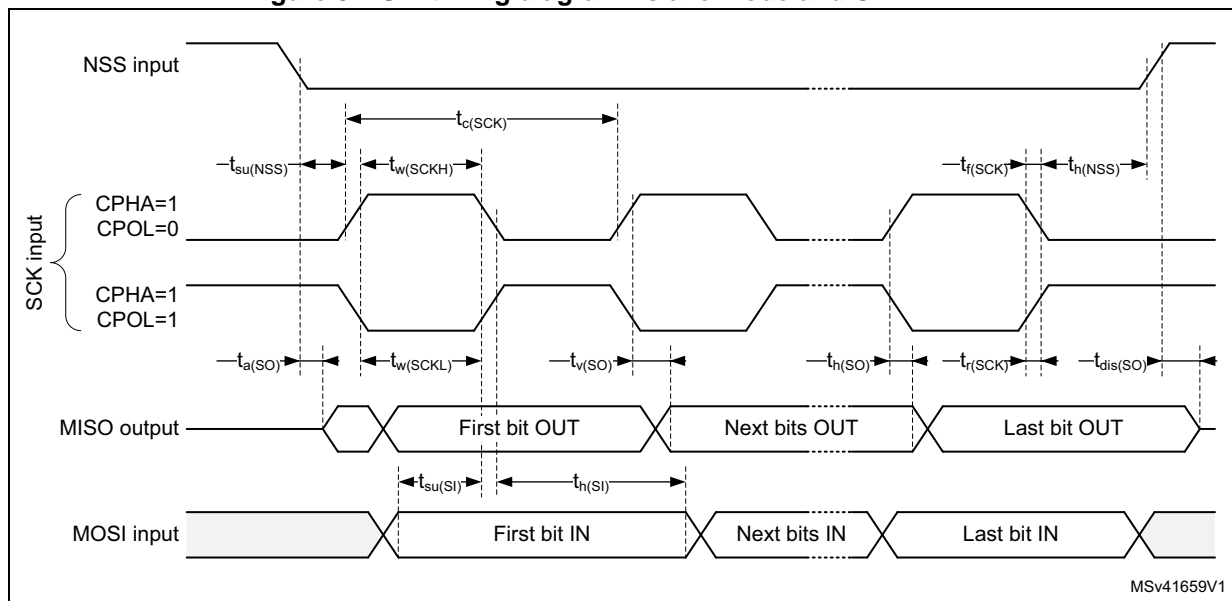 NSS input
tc(SCK)
tsu(NSS)
tw(SCKH)
tf(SCK)
th(NSS)
SCK input
CPHA=1
CPOL=0
CPHA=1
CPOL=1
ta(SO)
tw(SCKL)
tv(SO)
th(SO)
tr(SCK)
tdis(SO)
MISO output
First bit OUT
Next bits OUT
Last bit OUT
tsu(SI)
th(SI)
MOSI input
First bit IN
Next bits IN
Last bit IN
MSv41659V1